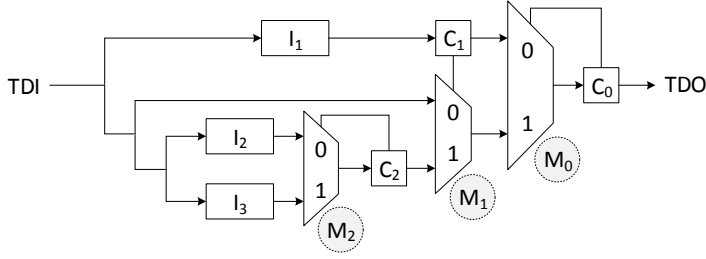 I₁
C₁
0
TDI
C₀
TDO
0
1
I₂
0
1
M₀
C₂
1
I₃
M₁
M₂